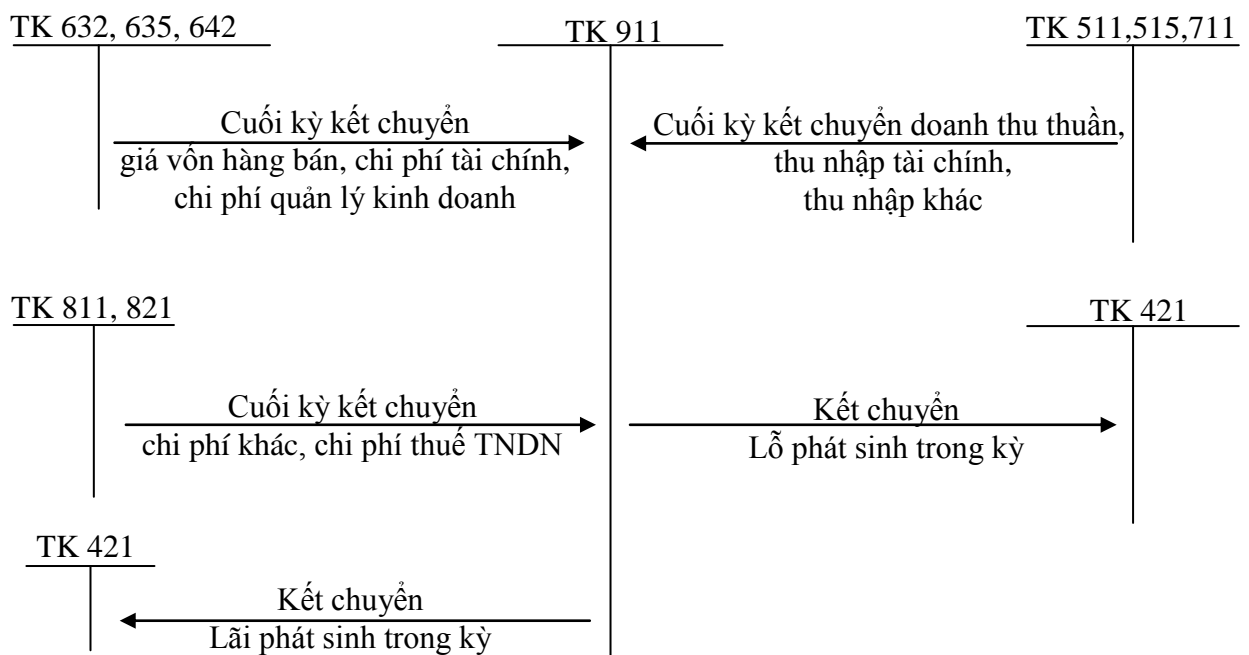 TK 632, 635, 642
TK 911
TK 511,515,711
Cuối kỳ kết chuyển
giá vốn hàng bán, chi phí tài chính,
chi phí quản lý kinh doanh
Cuối kỳ kết chuyển doanh thu thuần,
thu nhập tài chính,
thu nhập khác
TK 811, 821
TK 421
Cuối kỳ kết chuyển
chi phí khác, chi phí thuế TNDN
Kết chuyển
Lỗ phát sinh trong kỳ
TK 421
Kết chuyển
Lãi phát sinh trong kỳ